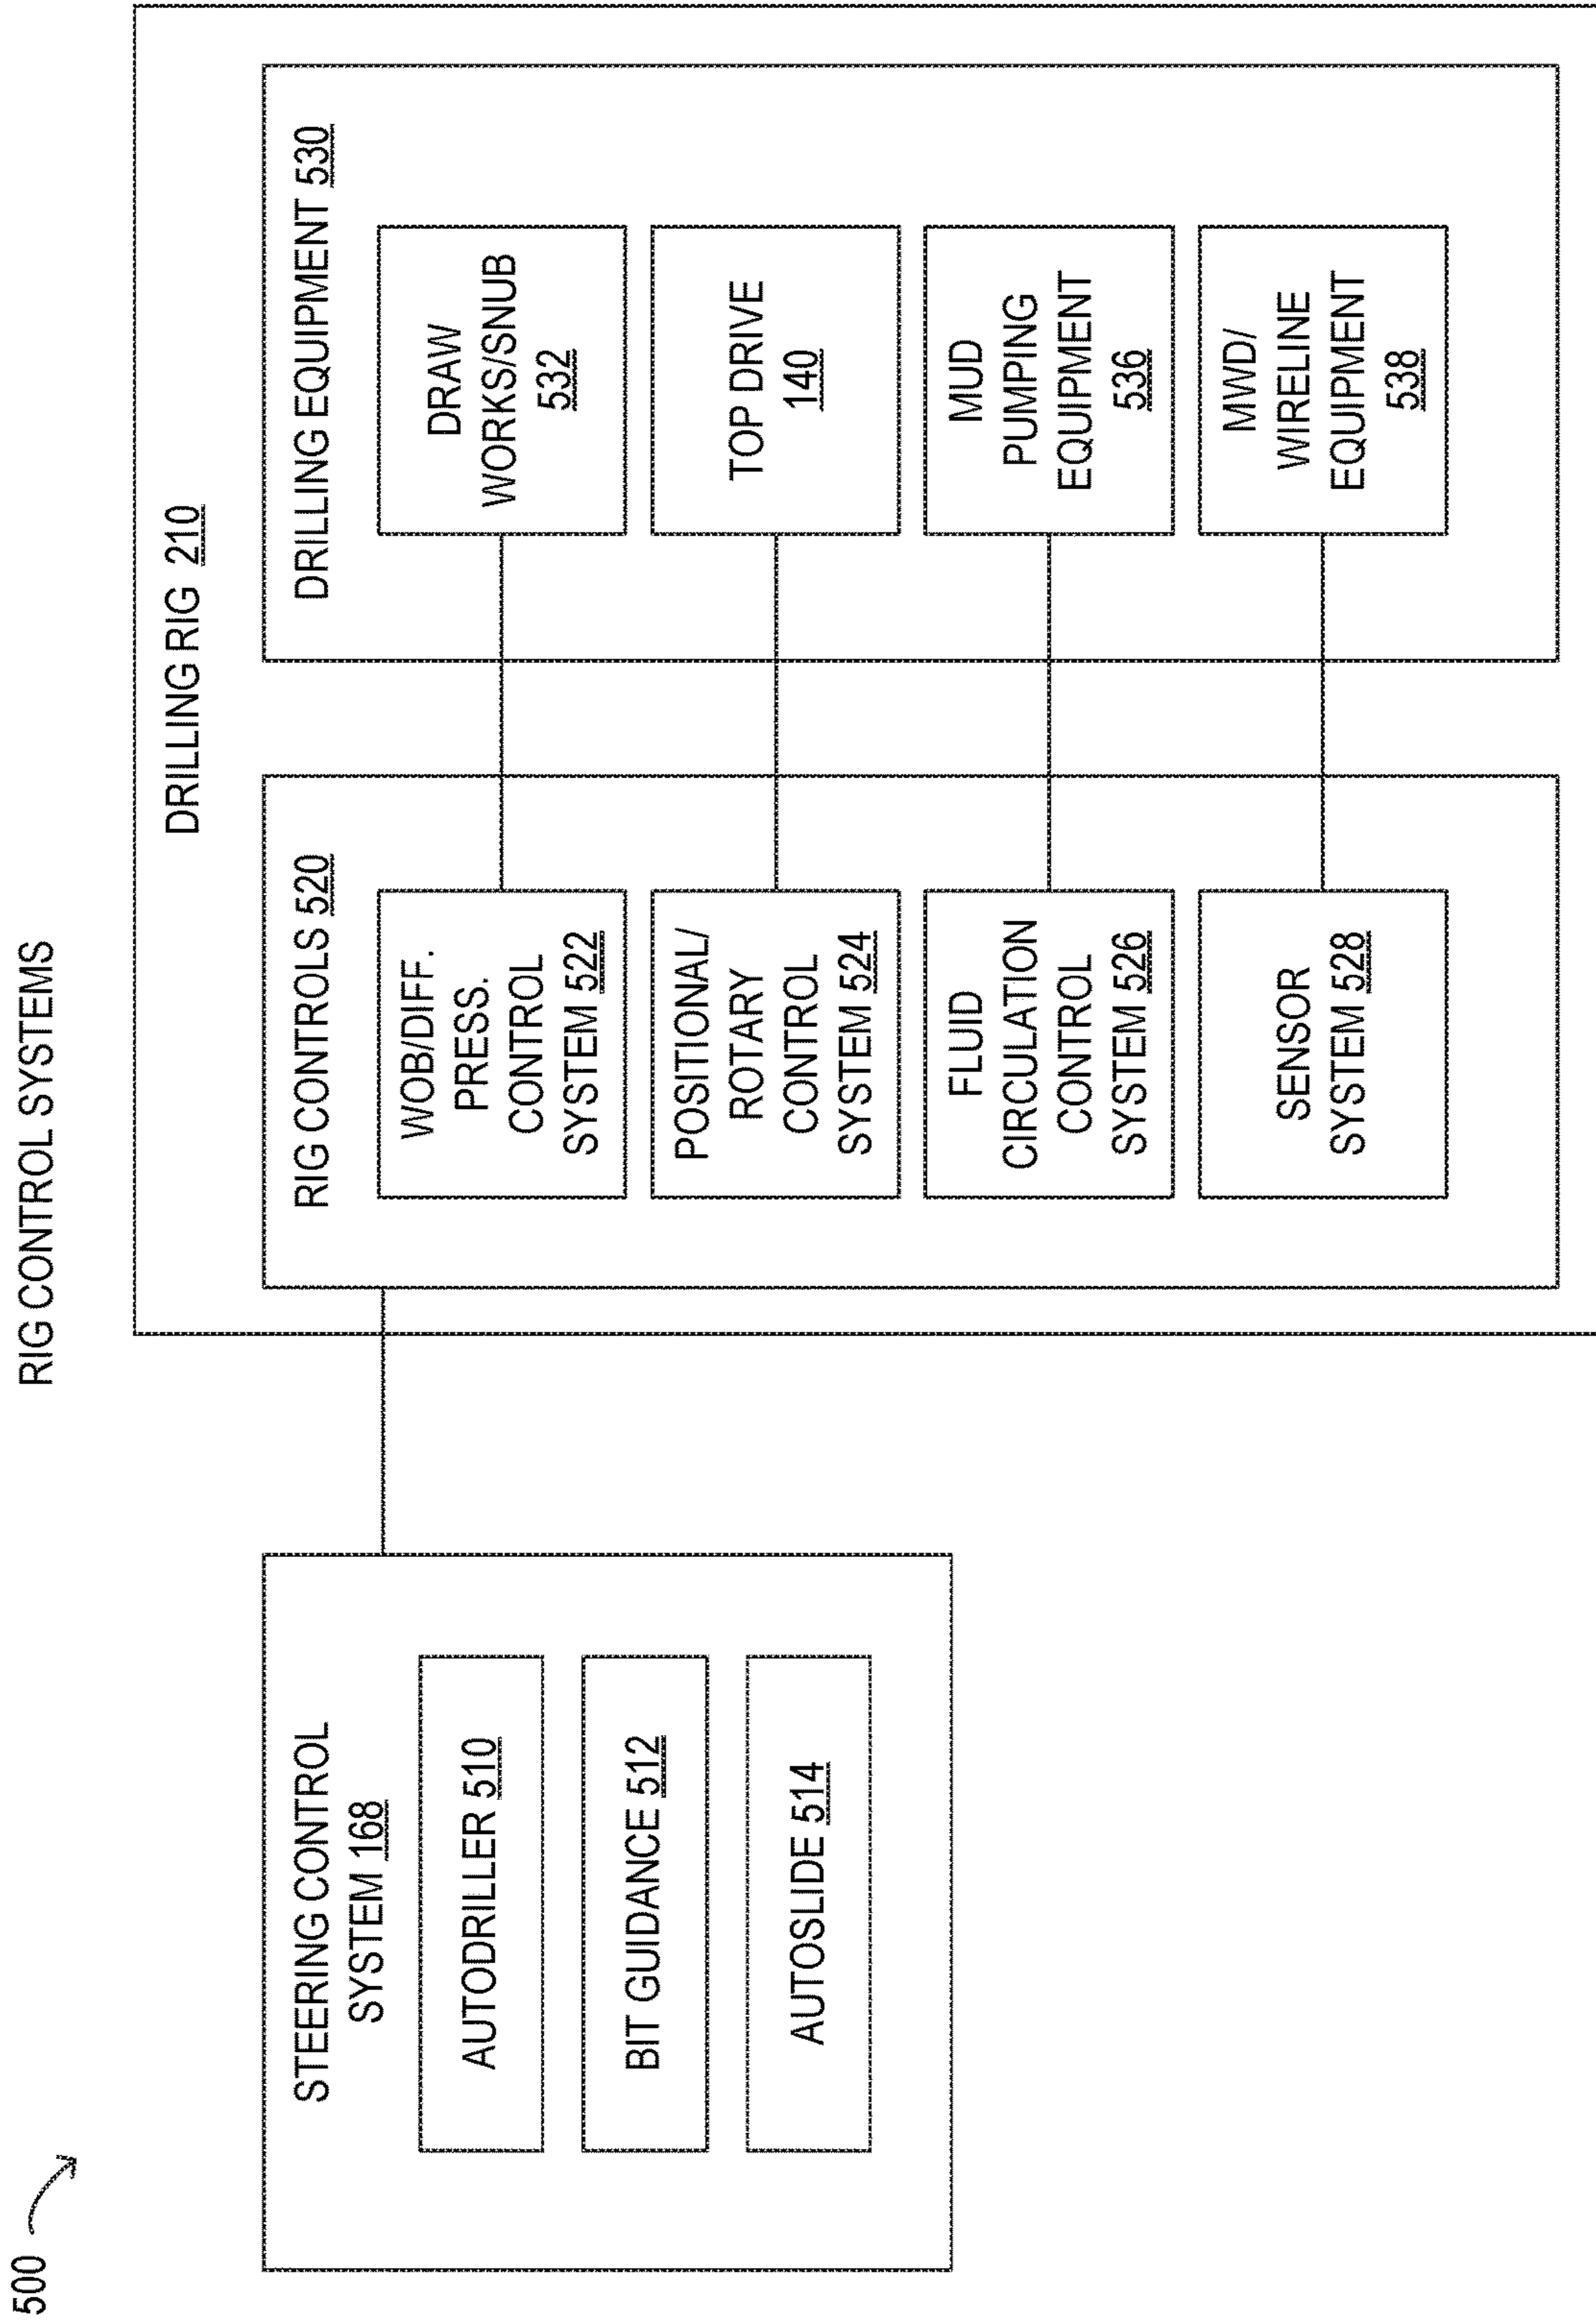 500
RIG CONTROL SYSTEMS
STEERING CONTROL
SYSTEM 168
AUTODRILLER 510
BIT GUIDANCE 512
AUTOSLIDE 514
DRILLING RIG 210
RIG CONTROLS 520
WOB/DIFF.
PRESS.
CONTROL
SYSTEM 522
POSITIONAL/
ROTARY
CONTROL
SYSTEM 524
FLUID
CIRCULATION
CONTROL
SYSTEM 526
SENSOR
SYSTEM 528
DRILLING EQUIPMENT 530
DRAW
WORKS/SNUB
532
TOP DRIVE
140
MUD
PUMPING
EQUIPMENT
536
MWD/
WIRELINE
EQUIPMENT
538